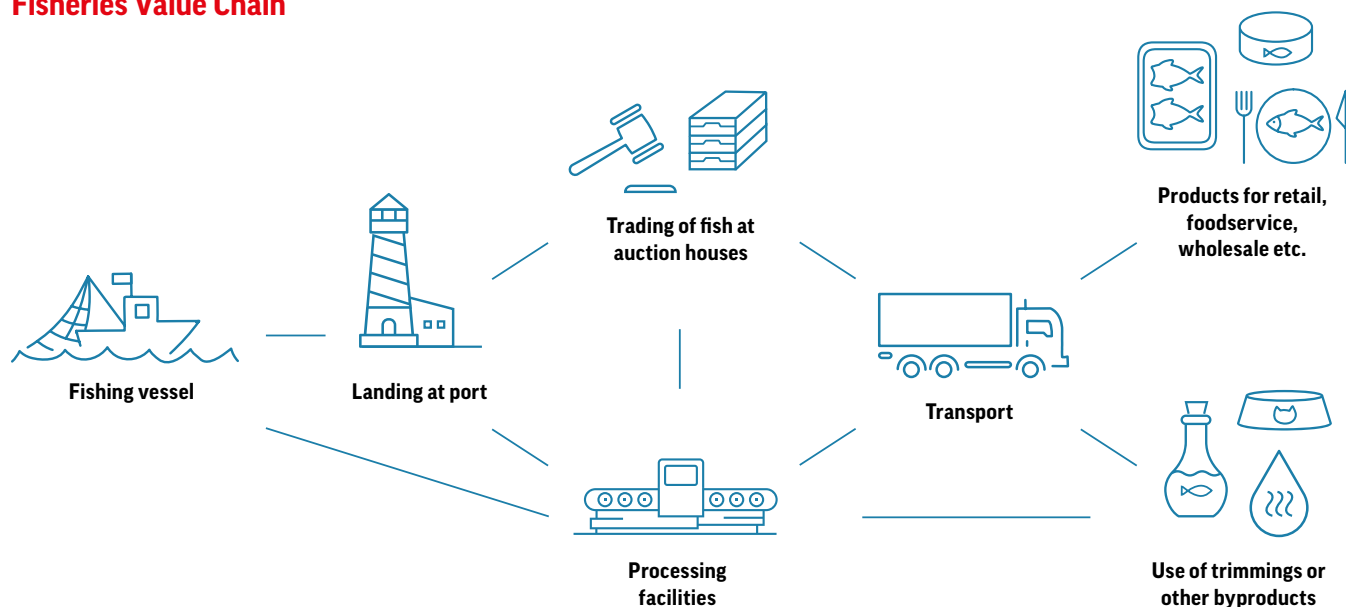 Fisheries Value Chain
Products for retail,
foodservice,
wholesale etc.
Trading of fish at
auction houses
Fishing vessel
Landing at port
Transport
Processing
facilities
Use of trimmings or
other byproducts